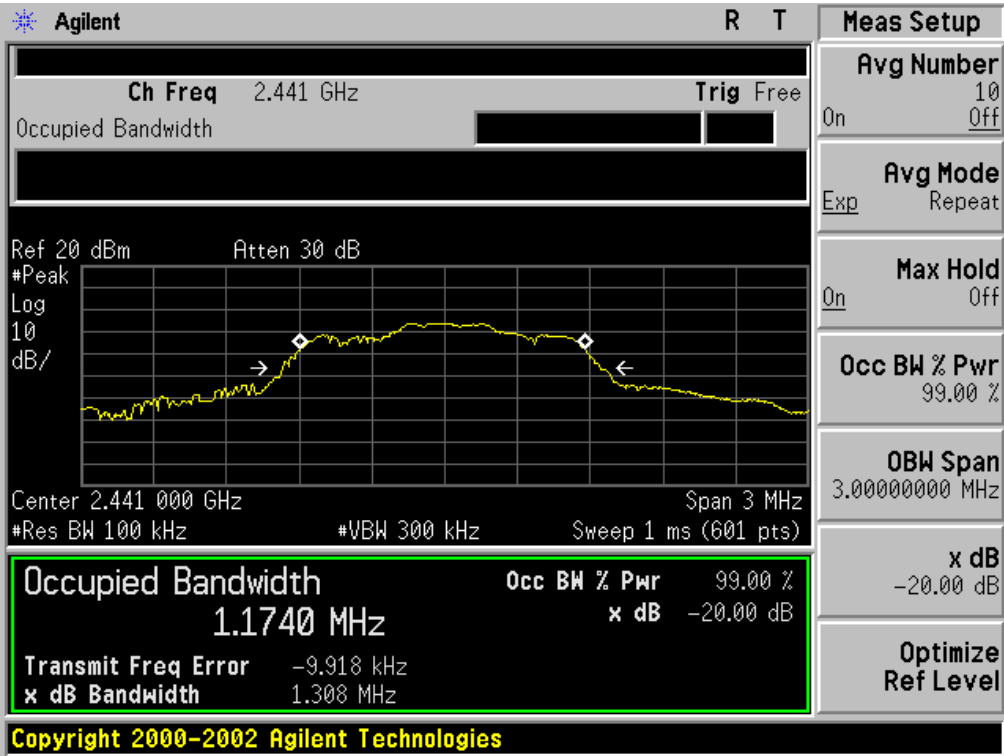 Agilent R T
Ch Freq 2.441 GHz Trig Free
Occupied Bandwidth
Ref 20 dBm Atten 30 dB
#Peak
Log
10
dB/
Center 2.441 000 GHz Span 3 MHz
#Res BW 100 kHz #VBW 300 kHz Sweep 1 ms (601 pts)
Occupied Bandwidth Occ BW % Pwr 99.00 %
1.1740 MHz x dB -20.00 dB
Transmit Freq Error -9.918 kHz
x dB Bandwidth 1.308 MHz
Copyright 2000-2002 Agilent Technologies
Meas Setup
Avg Number
10
On Off
Avg Mode
Exp Repeat
Max Hold
On Off
Occ BW % Pwr
99.00 %
OBW Span
3.00000000 MHz
x dB
-20.00 dB
Optimize
Ref Level